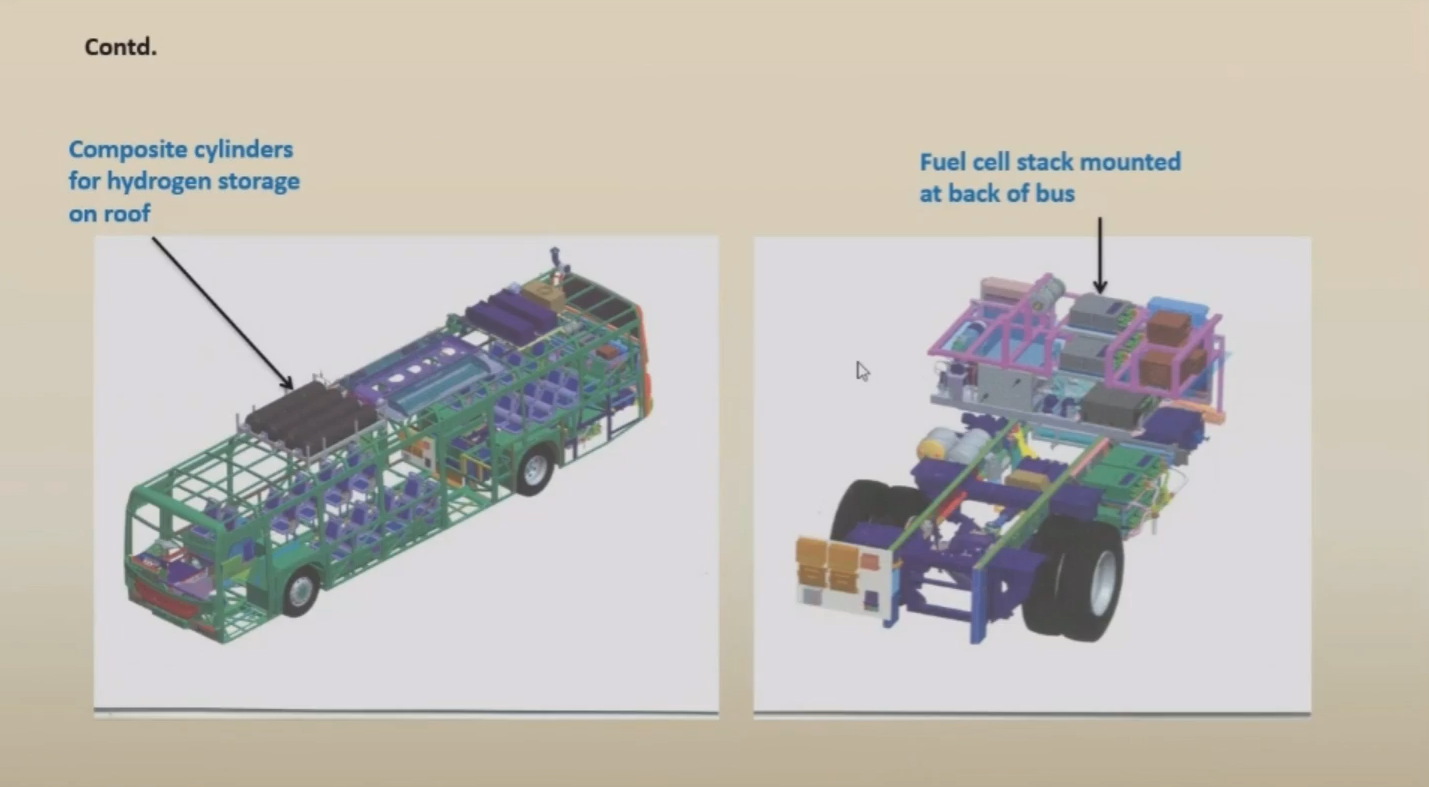 Contd.
Composite cylinders
for hydrogen storage
on roof
Fuel cell stack mounted
at back of bus